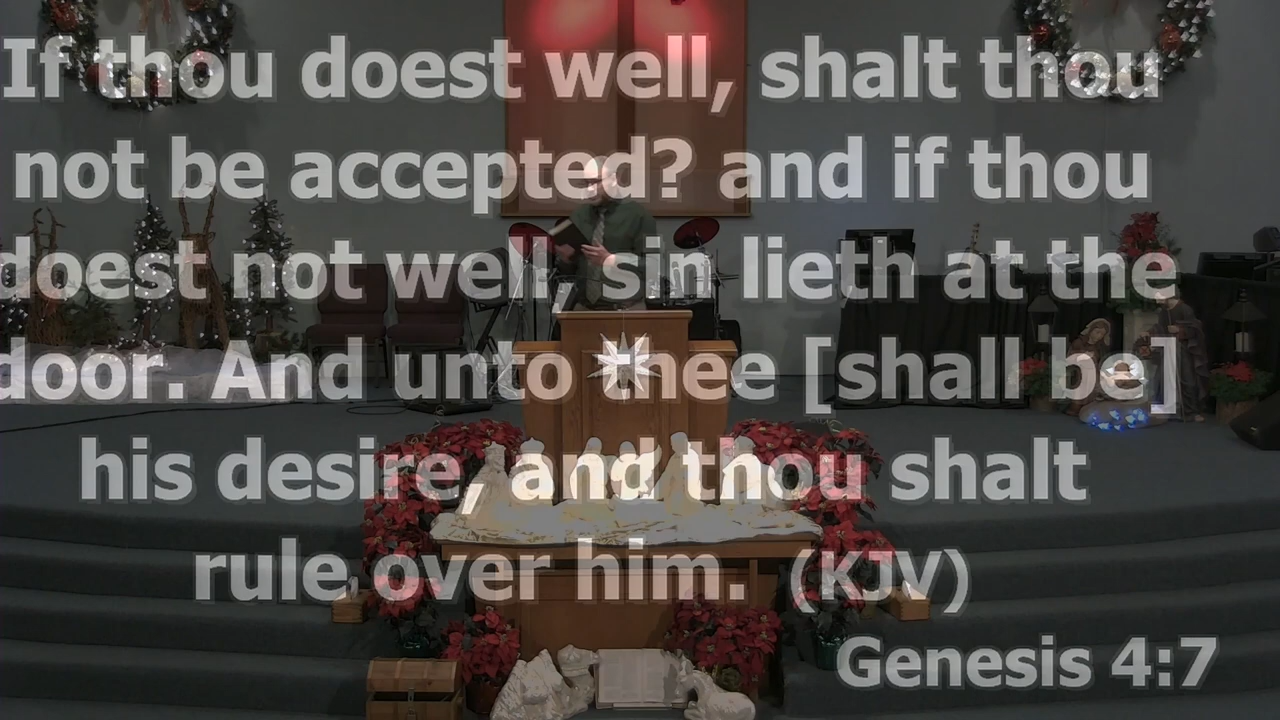 If thou doest well, shalt thou
not be accepted? and if thou
doest not well, sin lieth at the
door. And unto thee [shall be]
his desire, and thou shalt
rule over him. (KJV)
Genesis 4:7